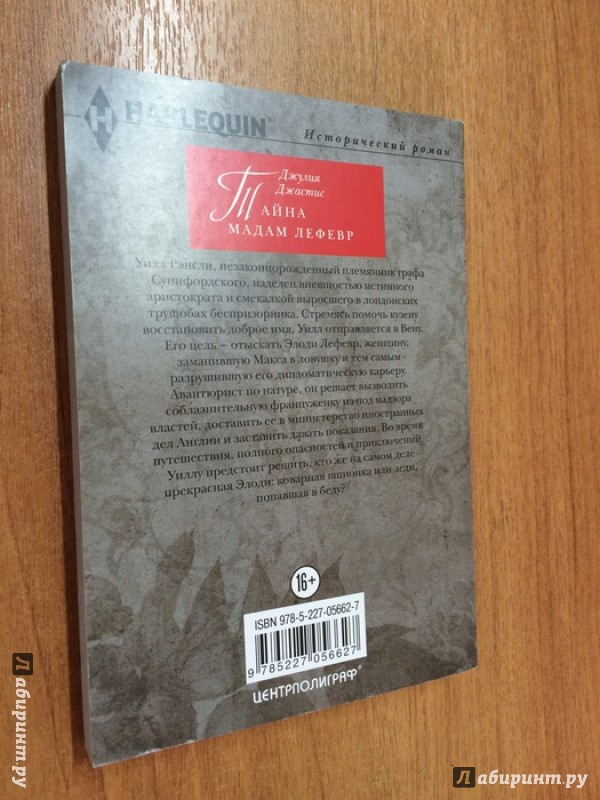 HARLEQUIN®
Исторический роман
Джулия
Джастис
ТАЙНА
МАДАМ ЛЕФЕВР
Уилл Рэнсли, незаконнорожденный племянник графа
Суинфордского, наделен внешностью истинного
аристократа и смекалкой выросшего в лондонских
трущобах беспризорника. Стремясь помочь кузену
восстановить доброе имя, Уилл отправляется в Вену.
Его цель – отыскать Элоди Лефевр, женщину,
заманившую Макса в ловушку и тем самым
разрушившую его дипломатическую карьеру.
Авантюрист по натуре, он решает вызволить
соблазнительную француженку из-под надзора
властей, доставить ее в министерство иностранных
дел Англии и заставить давать показания. Во время
путешествия, полного опасностей и приключений,
Уиллу предстоит решить, кто же на самом деле
прекрасная Элоди: коварная шпионка или леди,
попавшая в беду?
16+
ISBN 978-5-227-05662-7
9 785227 056627
ЦЕНТРПОЛИГРАФ®
Лабиринт.ру
Лабиринт.ру